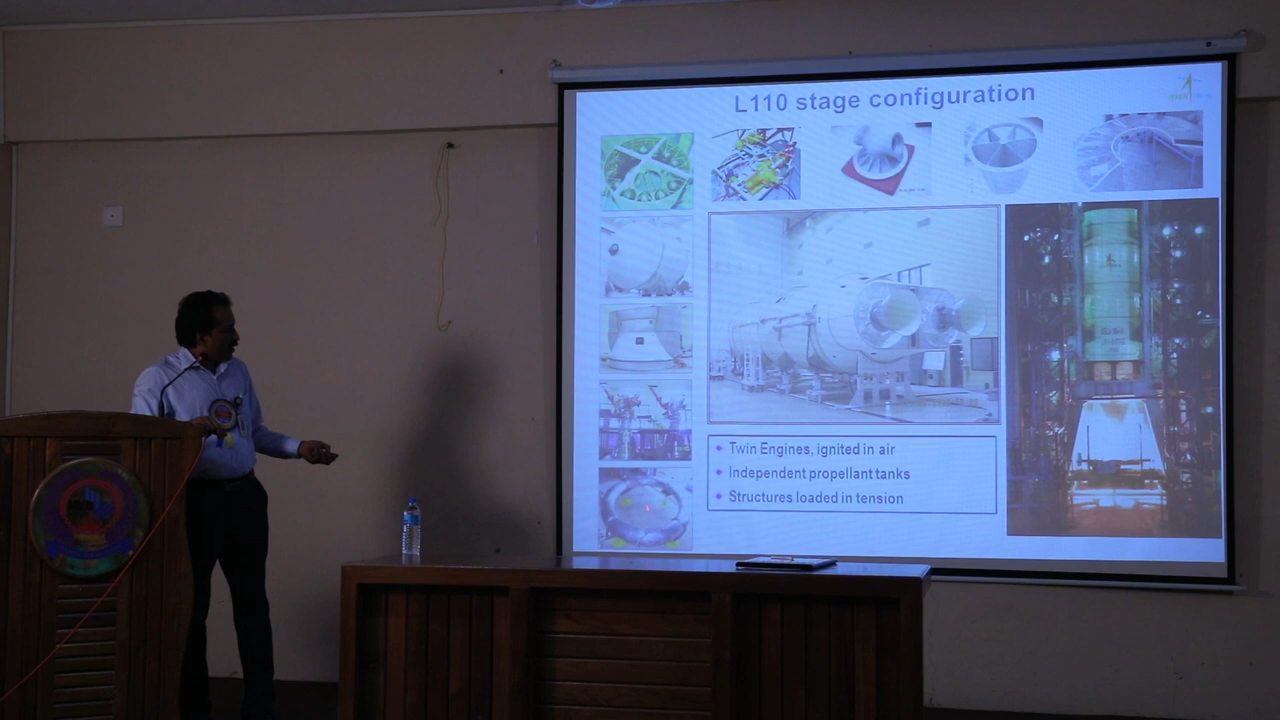 L110 stage configuration
Twin Engines, ignited in air
Independent propellant tanks
Structures loaded in tension